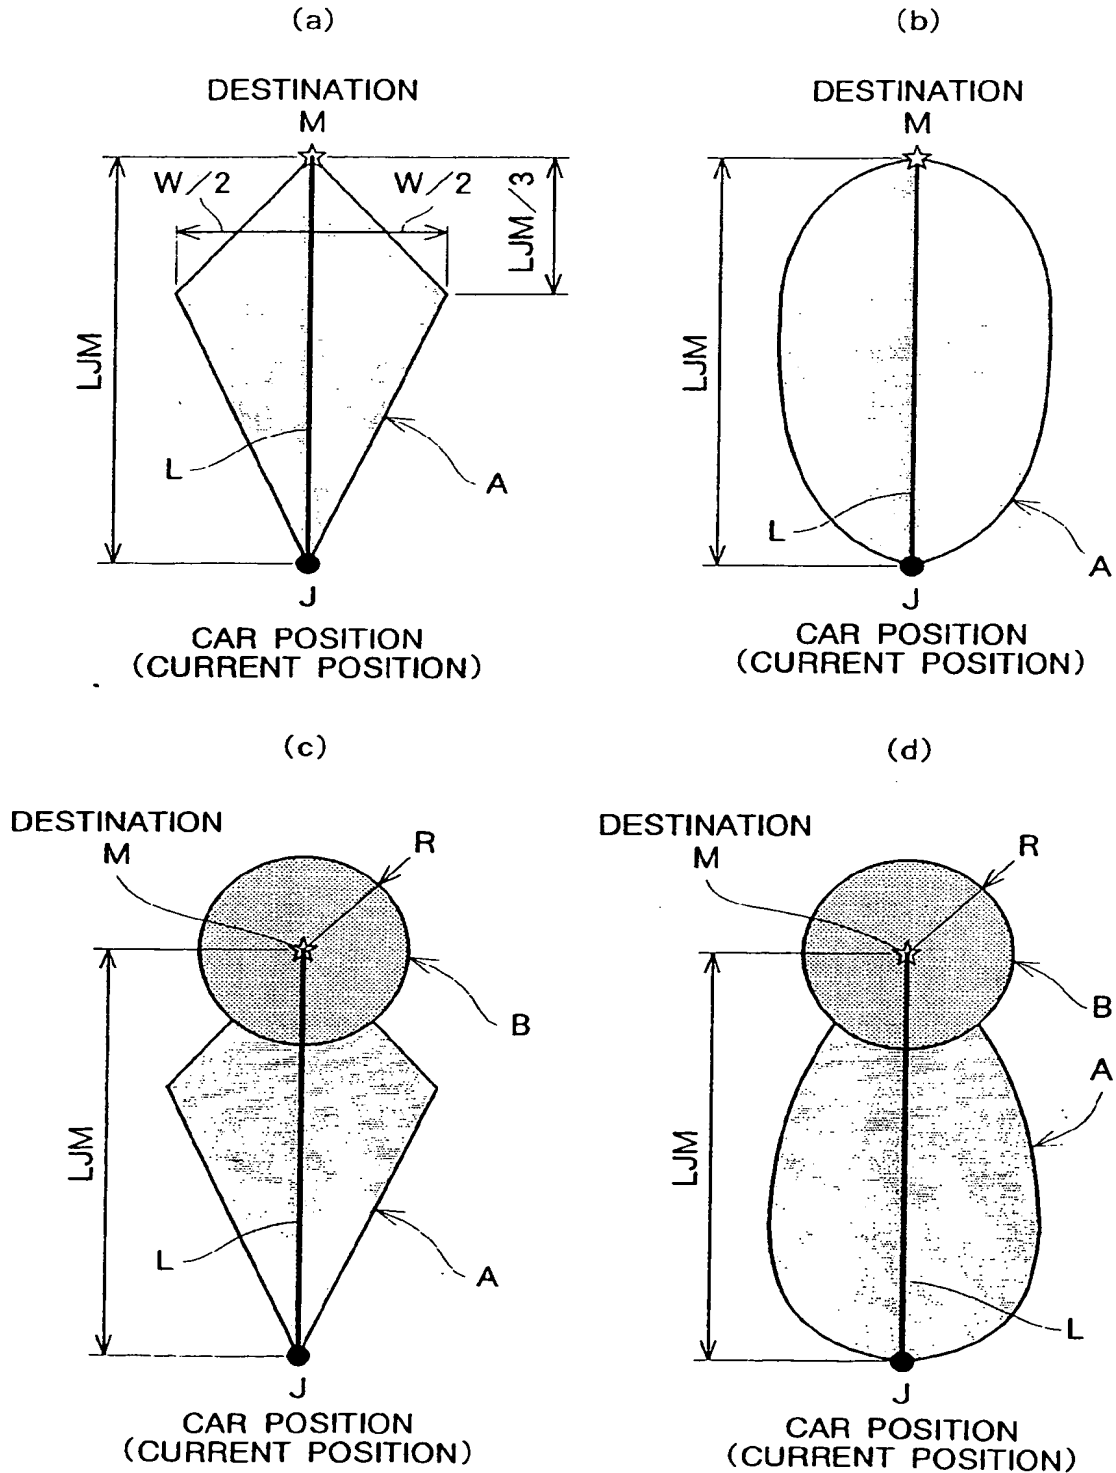 (a)
DESTINATION
M
W/2
W/2
LJM/3
LJM
L
A
J
CAR POSITION
(CURRENT POSITION)
(b)
DESTINATION
M
LJM
L
A
J
CAR POSITION
(CURRENT POSITION)
(c)
DESTINATION
M
R
B
LJM
L
A
J
CAR POSITION
(CURRENT POSITION)
(d)
DESTINATION
M
R
B
A
LJM
L
J
CAR POSITION
(CURRENT POSITION)